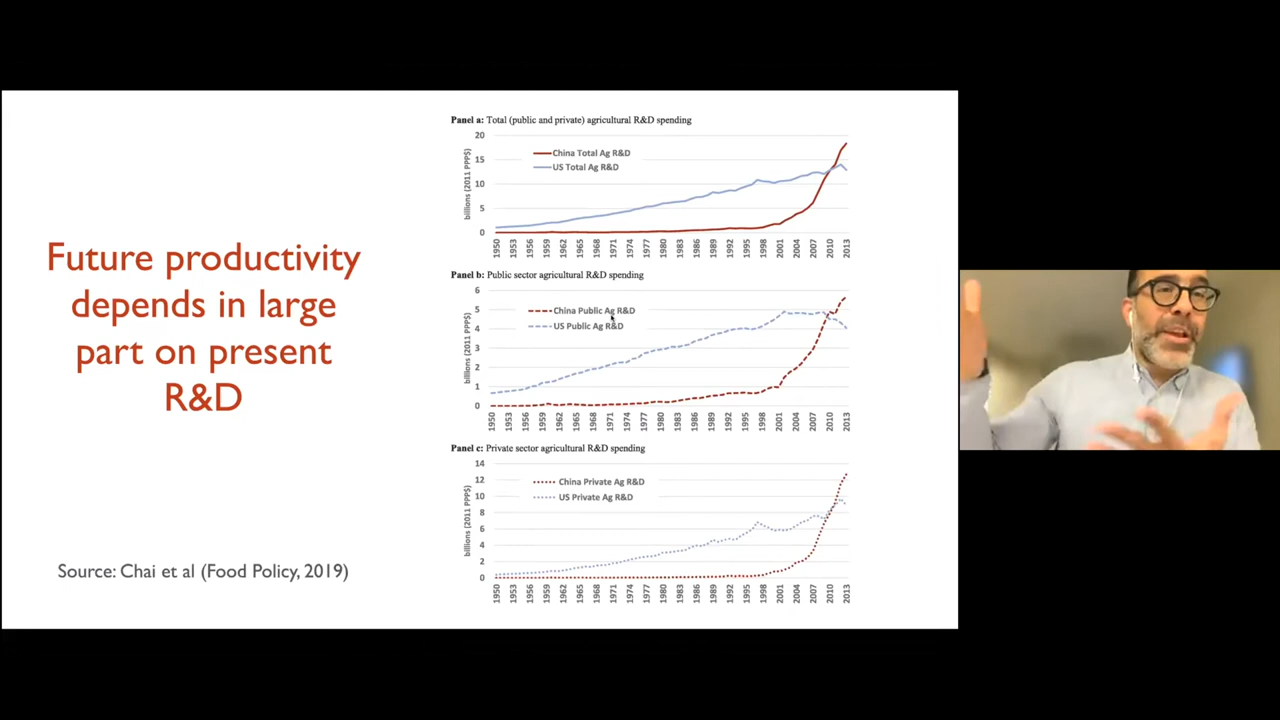 Future productivity
depends in large
part on present
R&D
Source: Chai et al (Food Policy, 2019)
Panel a: Total (public and private) agricultural R&D spending
billions (2011 PPP$)
20
15
10
5
0
China Total Ag R&D
US Total Ag R&D
1950 1953 1956 1959 1962 1965 1968 1971 1974 1977 1980 1983 1986 1989 1992 1995 1998 2001 2004 2007 2010 2013
Panel b: Public sector agricultural R&D spending
billions (2011 PPP$)
6
5
4
3
2
1
0
China Public Ag R&D
US Public Ag R&D
1950 1953 1956 1959 1962 1965 1968 1971 1974 1977 1980 1983 1986 1989 1992 1995 1998 2001 2004 2007 2010 2013
Panel c: Private sector agricultural R&D spending
billions (2011 PPP$)
14
12
10
8
6
4
2
0
China Private Ag R&D
US Private Ag R&D
1950 1953 1956 1959 1962 1965 1968 1971 1974 1977 1980 1983 1986 1989 1992 1995 1998 2001 2004 2007 2010 2013